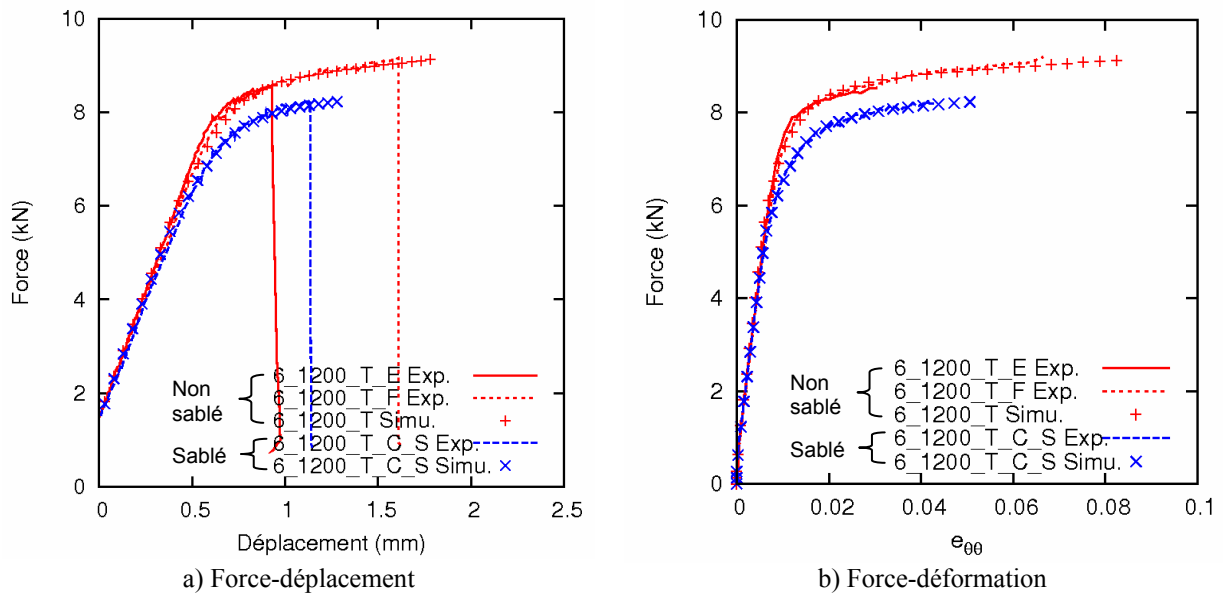 10
8
6
4
2
0
Force (kN)
Non
sablé
Sablé
6_1200_T_E Exp.
6_1200_T_F Exp.
6_1200_T Simu.
6_1200_T_C_S Exp.
6_1200_T_C_S Simu.
0 0.5 1 1.5 2 2.5
Déplacement (mm)
a) Force-déplacement
10
8
6
4
2
0
Force (kN)
Non
sablé
Sablé
6_1200_T_E Exp.
6_1200_T_F Exp.
6_1200_T Simu.
6_1200_T_C_S Exp.
6_1200_T_C_S Simu.
0 0.02 0.04 0.06 0.08 0.1
eθθ
b) Force-déformation